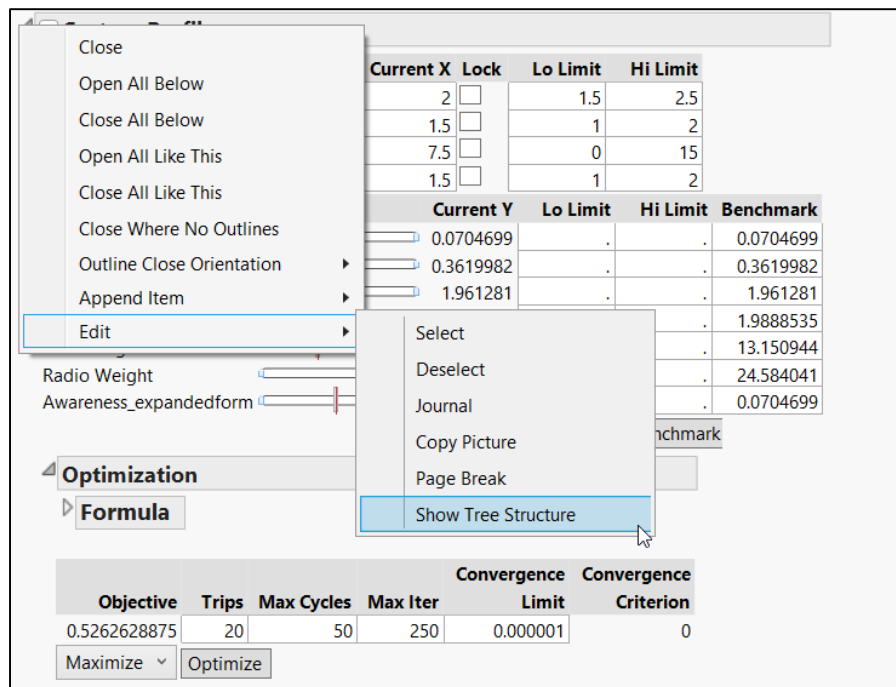 Close
Open All Below
Close All Below
Open All Like This
Close All Like This
Close Where No Outlines
Outline Close Orientation
Append Item
Edit
Select
Deselect
Journal
Copy Picture
Page Break
Show Tree Structure
Current X Lock Lo Limit Hi Limit
2 1.5 2.5
1.5 1 2
7.5 0 15
1.5 1 2
Current Y Lo Limit Hi Limit Benchmark
0.0704699 . . 0.0704699
0.3619982 . . 0.3619982
1.961281 . . 1.961281
. 1.9888535
. 13.150944
Radio Weight . 24.584041
Awareness_expandedform . 0.0704699
nchmark
Optimization
Formula
Convergence Convergence
Objective Trips Max Cycles Max Iter Limit Criterion
0.5262628875 20 50 250 0.000001 0
Maximize Optimize